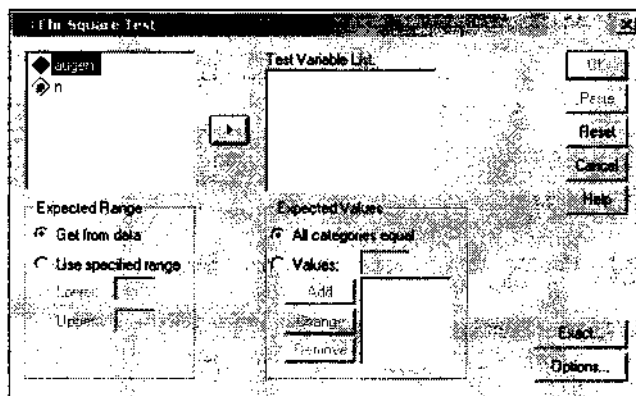 Chi Square Test
augen
n
Test Variable List:
OK
Paste
Reset
Cancel
Help
Expected Range
Get from data
Use specified range
Lower:
Upper:
Expected Values
All categories equal
Values:
Add
Change
Remove
Exact...
Options...